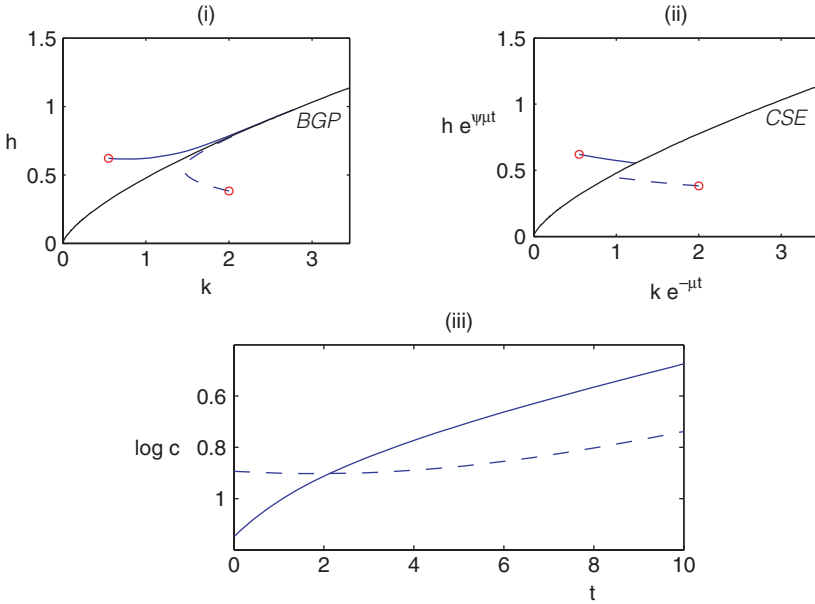 (i)
1.5
1
0.5
0
h
BGP
0 1 2 3
k
(ii)
1.5
1
0.5
0
h e^ψμt
CSE
0 1 2 3
k e^−μt
(iii)
0.6
0.8
1
log c
0 2 4 6 8 10
t